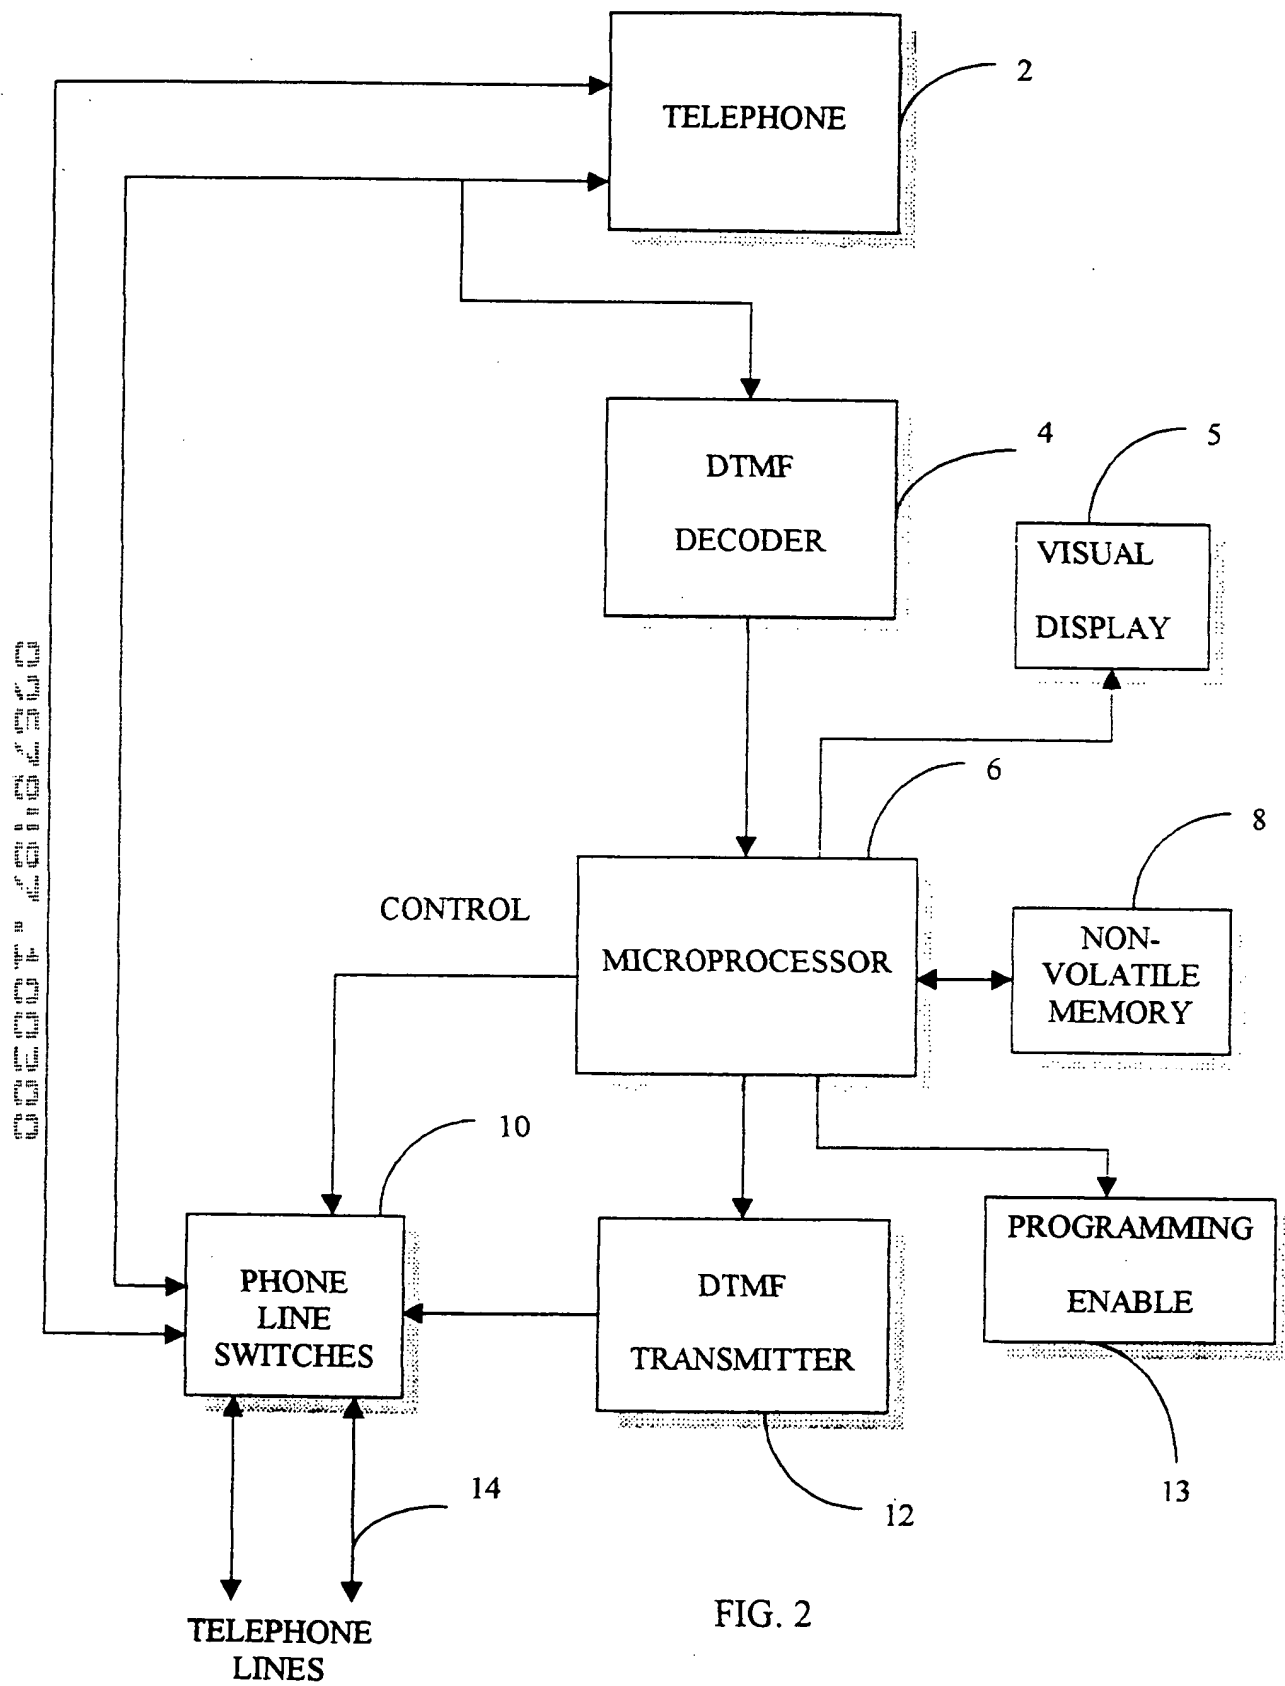 2
TELEPHONE
4
DTMF
DECODER
5
VISUAL
DISPLAY
6
8
CONTROL
MICROPROCESSOR
NON-
VOLATILE
MEMORY
10
PHONE
LINE
SWITCHES
DTMF
TRANSMITTER
PROGRAMMING
ENABLE
14
12
13
TELEPHONE
LINES
FIG. 2